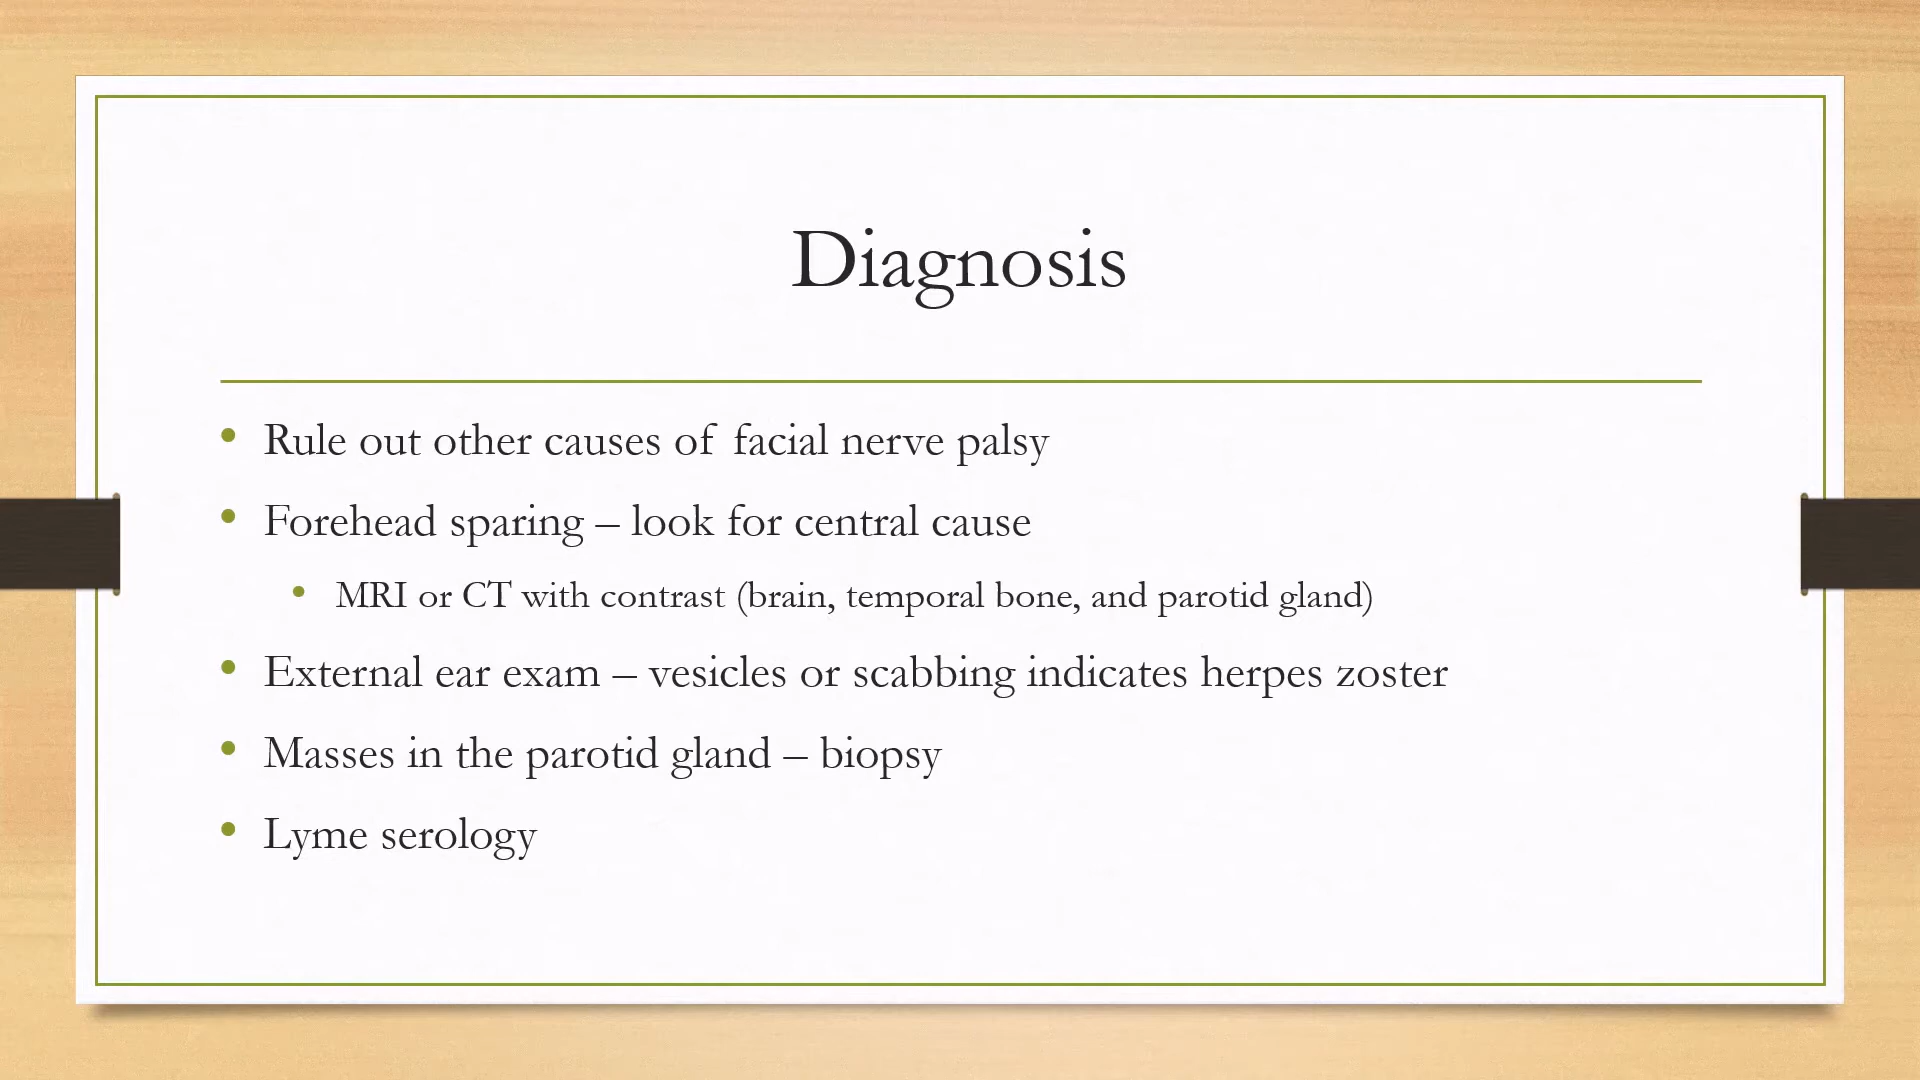 Diagnosis
• Rule out other causes of facial nerve palsy
• Forehead sparing – look for central cause
• MRI or CT with contrast (brain, temporal bone, and parotid gland)
• External ear exam – vesicles or scabbing indicates herpes zoster
• Masses in the parotid gland – biopsy
• Lyme serology